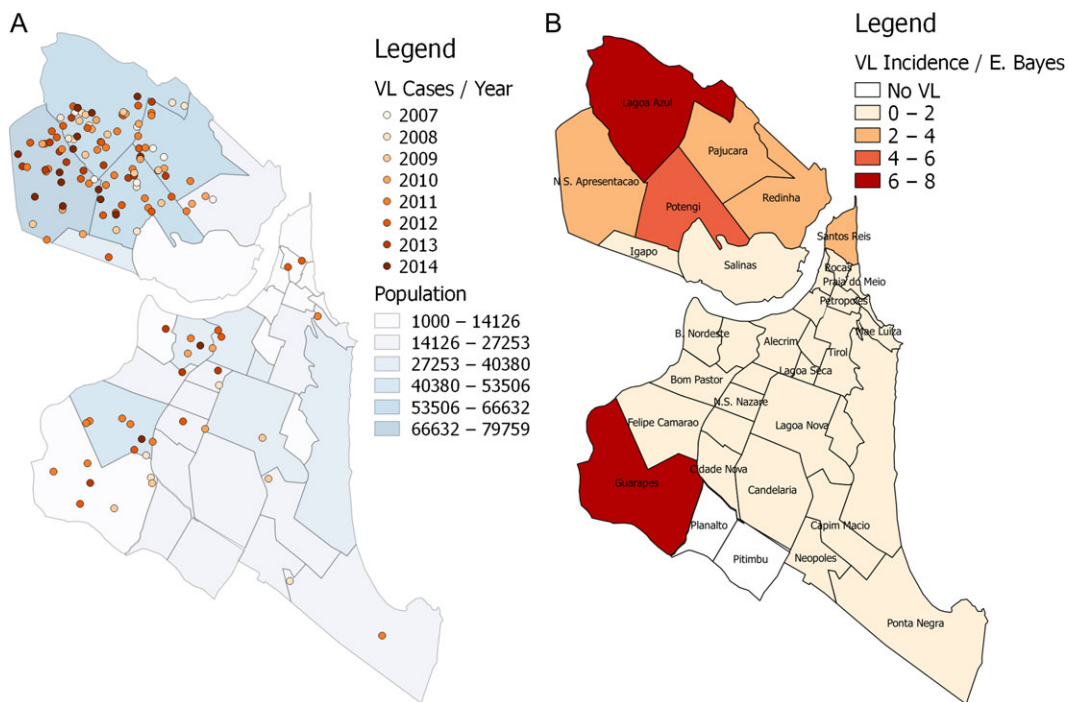 A
Legend
VL Cases / Year
2007
2008
2009
2010
2011
2012
2013
2014
Population
1000 – 14126
14126 – 27253
27253 – 40380
40380 – 53506
53506 – 66632
66632 – 79759
B
Legend
VL Incidence / E. Bayes
No VL
0 – 2
2 – 4
4 – 6
6 – 8
Lagoa Azul
Pajucara
N.S. Apresentacao
Redinha
Potengi
Igapo
Salinas
Santos Reis
Rocas
Praia do Meio
Petropoles
Mae Luiza
B. Nordeste
Alecrim
Tirol
Lagoa Seca
Bom Pastor
N.S. Nazare
Felipe Camarao
Lagoa Nova
Cidade Nova
Guarapes
Candelaria
Planalto
Capim Macio
Pitimbu
Neopoles
Ponta Negra